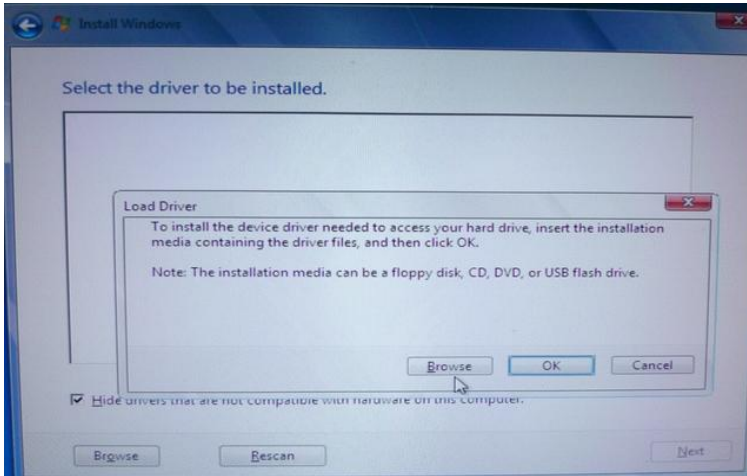 Install Windows
Select the driver to be installed.
Load Driver
To install the device driver needed to access your hard drive, insert the installation
media containing the driver files, and then click OK.
Note: The installation media can be a floppy disk, CD, DVD, or USB flash drive.
Browse OK Cancel
Hide drivers that are not compatible with hardware on this computer.
Browse Rescan Next